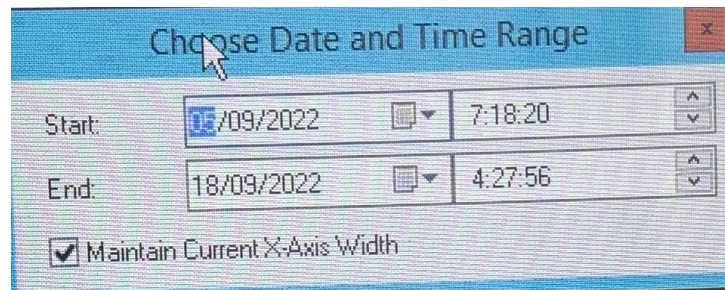 Choose Date and Time Range x
Start: 05/09/2022 7:18:20
End: 18/09/2022 4:27:56
Maintain Current X-Axis Width